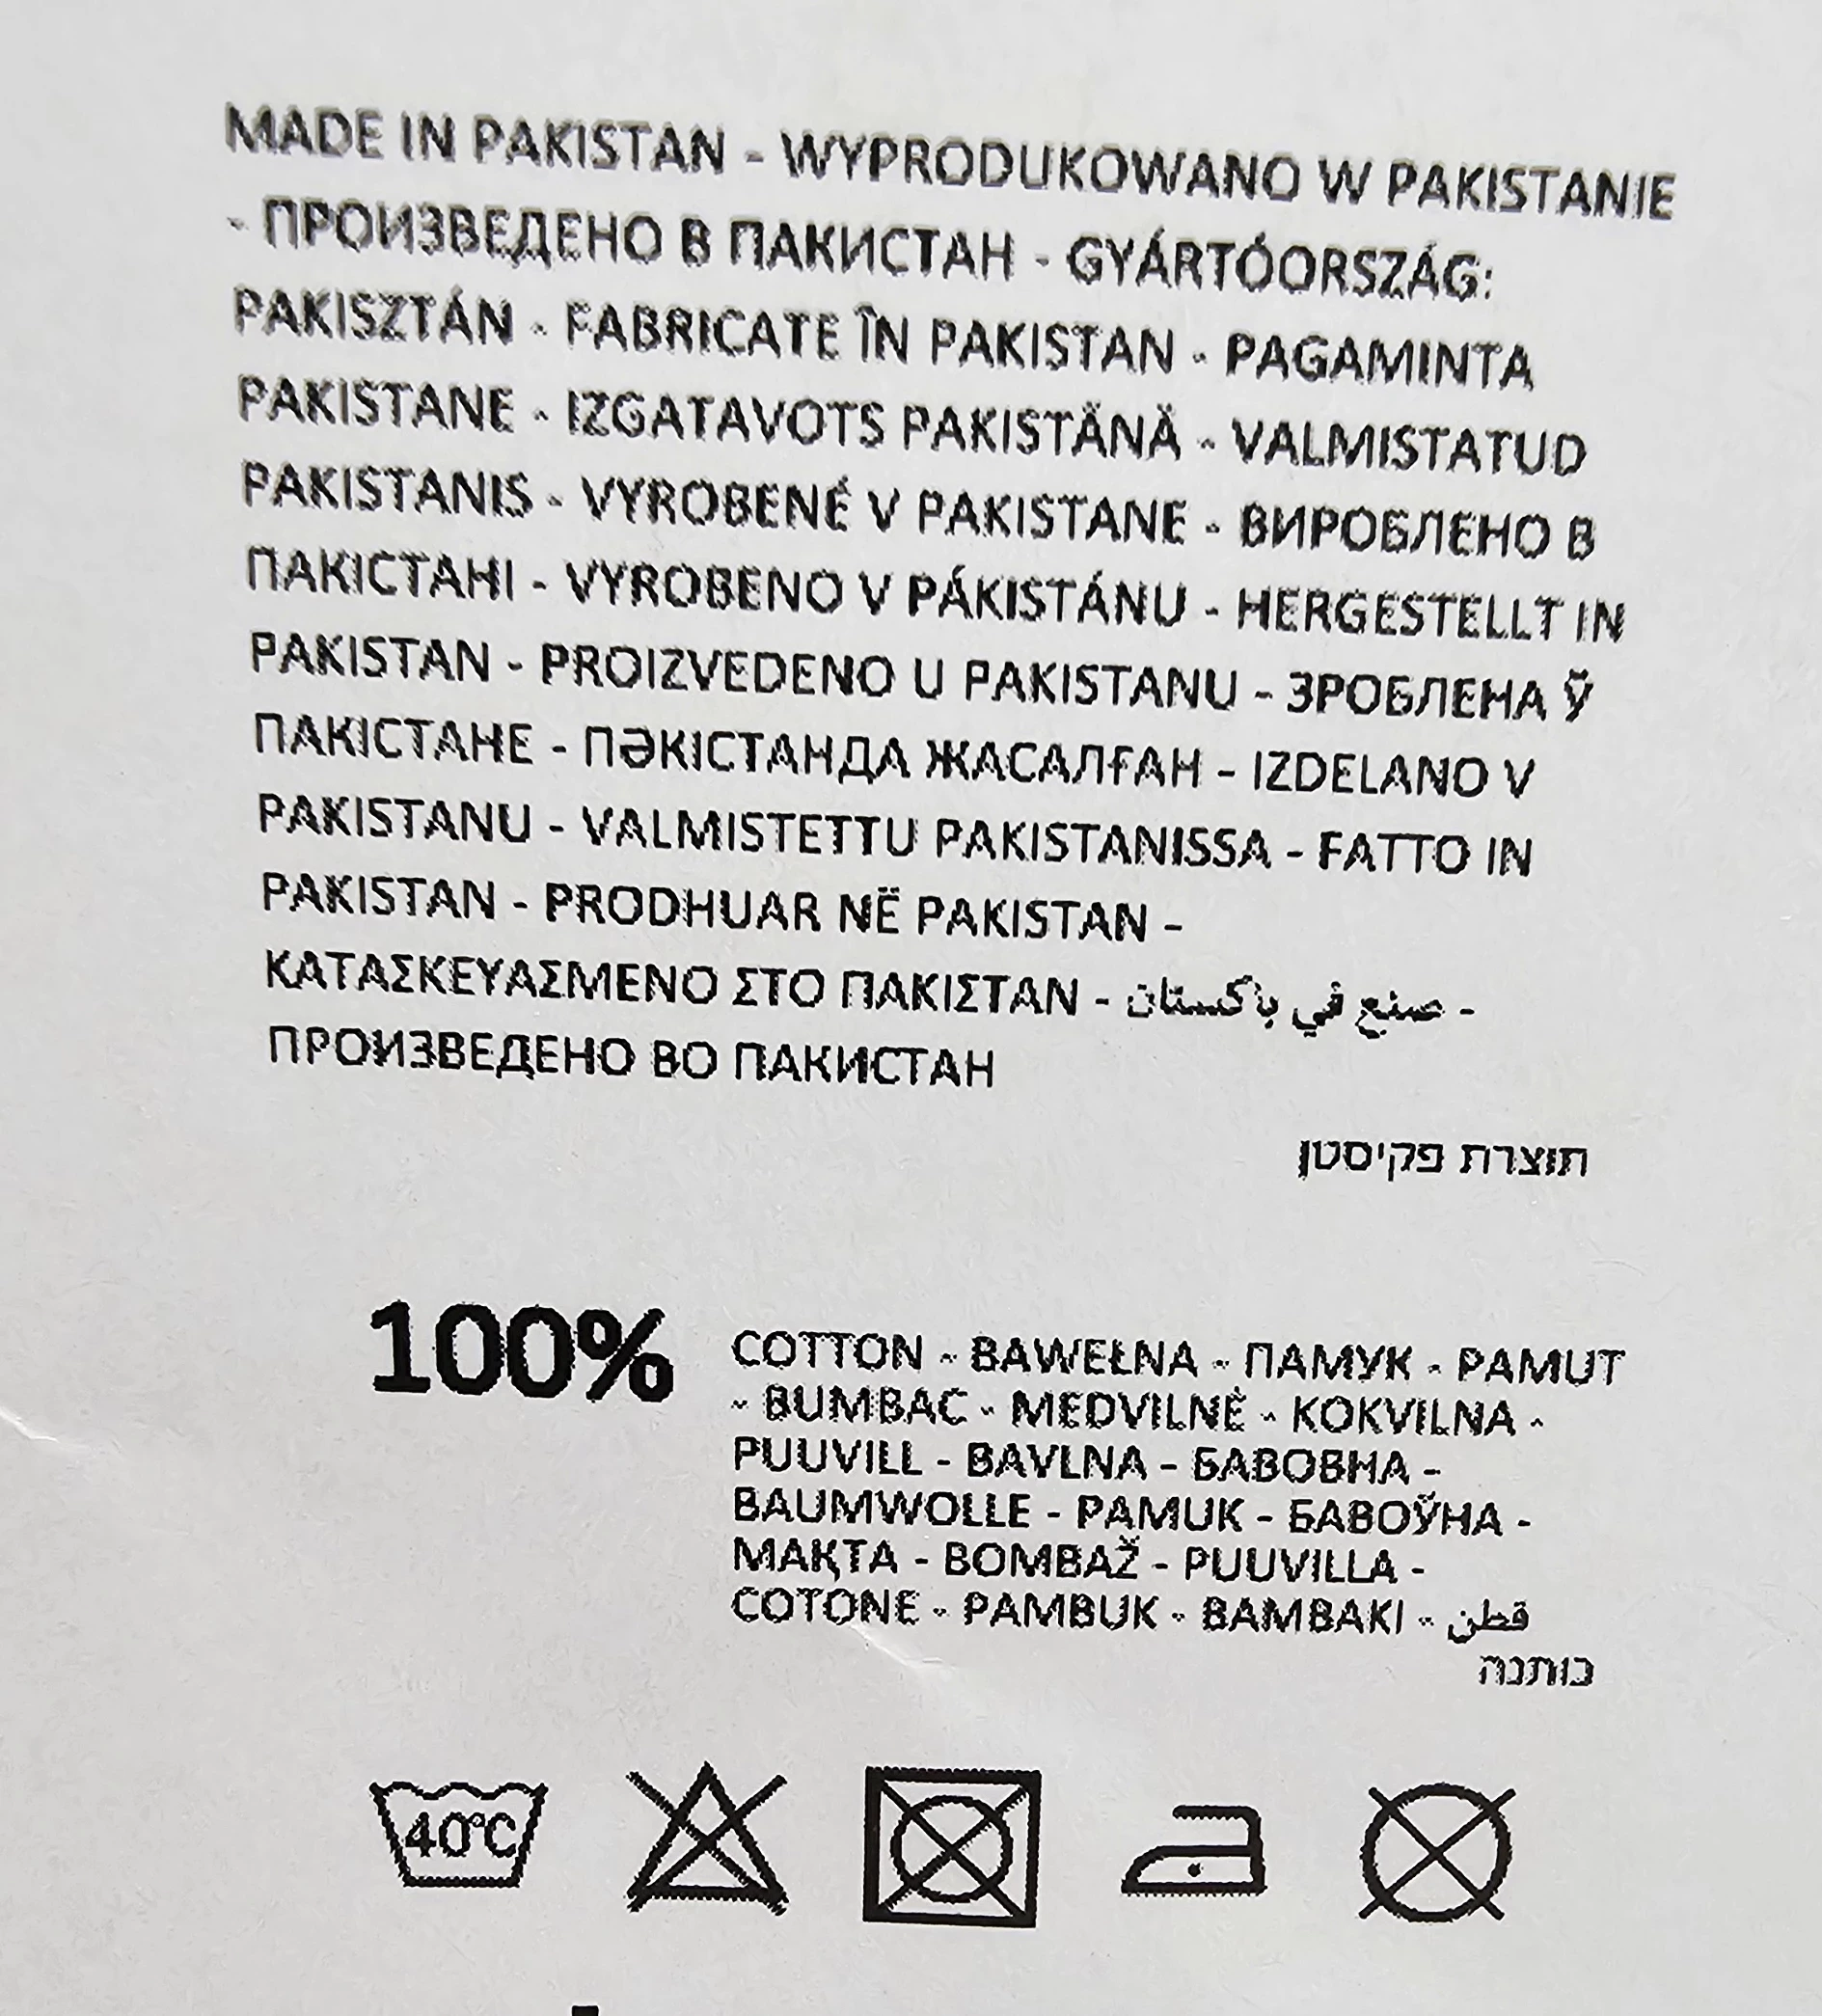 MADE IN PAKISTAN - WYPRODUKOWANO W PAKISTANIE
- ПРОИЗВЕДЕНО В ПАКИСТАН - GYÁRTÓORSZÁG:
PAKISZTÁN - FABRICATE ÎN PAKISTAN - PAGAMINTA
PAKISTANE - IZGATAVOTS PAKISTĀNĀ - VALMISTATUD
PAKISTANIS - VYROBENÉ V PAKISTANE - ВИРОБЛЕНО В
ПАКІСТАНІ - VYROBENO V PÁKISTÁNU - HERGESTELLT IN
PAKISTAN - PROIZVEDENO U PAKISTANU - ЗРОБЛЕНА Ў
ПАКІСТАНЕ - ПӘКІСТАНДА ЖАСАЛҒАН - IZDELANO V
PAKISTANU - VALMISTETTU PAKISTANISSA - FATTO IN
PAKISTAN - PRODHUAR NË PAKISTAN -
ΚΑΤΑΣΚΕΥΑΣΜΕΝΟ ΣΤΟ ΠΑΚΙΣΤΑΝ - صنع في باكستان -
ПРОИЗВЕДЕНО ВО ПАКИСТАН
תוצרת פקיסטן
100% COTTON - BAWEŁNA - ПАМУК - PAMUT
- BUMBAC - MEDVILNĖ - KOKVILNA -
PUUVILL - BAVLNA - БАВОВНА -
BAUMWOLLE - PAMUK - БАВОЎНА -
МАҚТА - BOMBAŽ - PUUVILLA -
COTONE - PAMBUK - BAMBAKI - قطن
כותנה
40°C